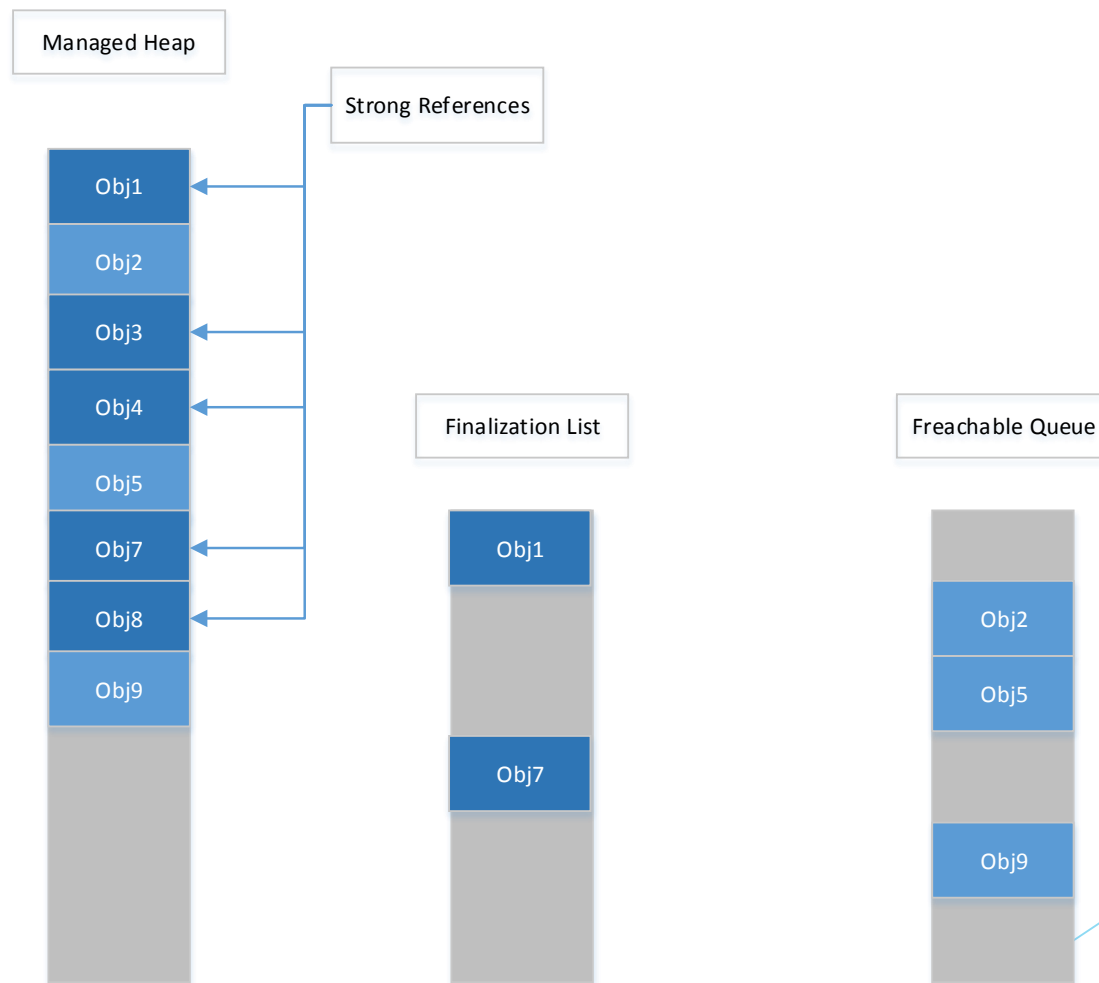 Managed Heap
Strong References
Obj1
Obj2
Obj3
Obj4
Obj5
Obj7
Obj8
Obj9
Finalization List
Obj1
Obj7
Freachable Queue
Obj2
Obj5
Obj9